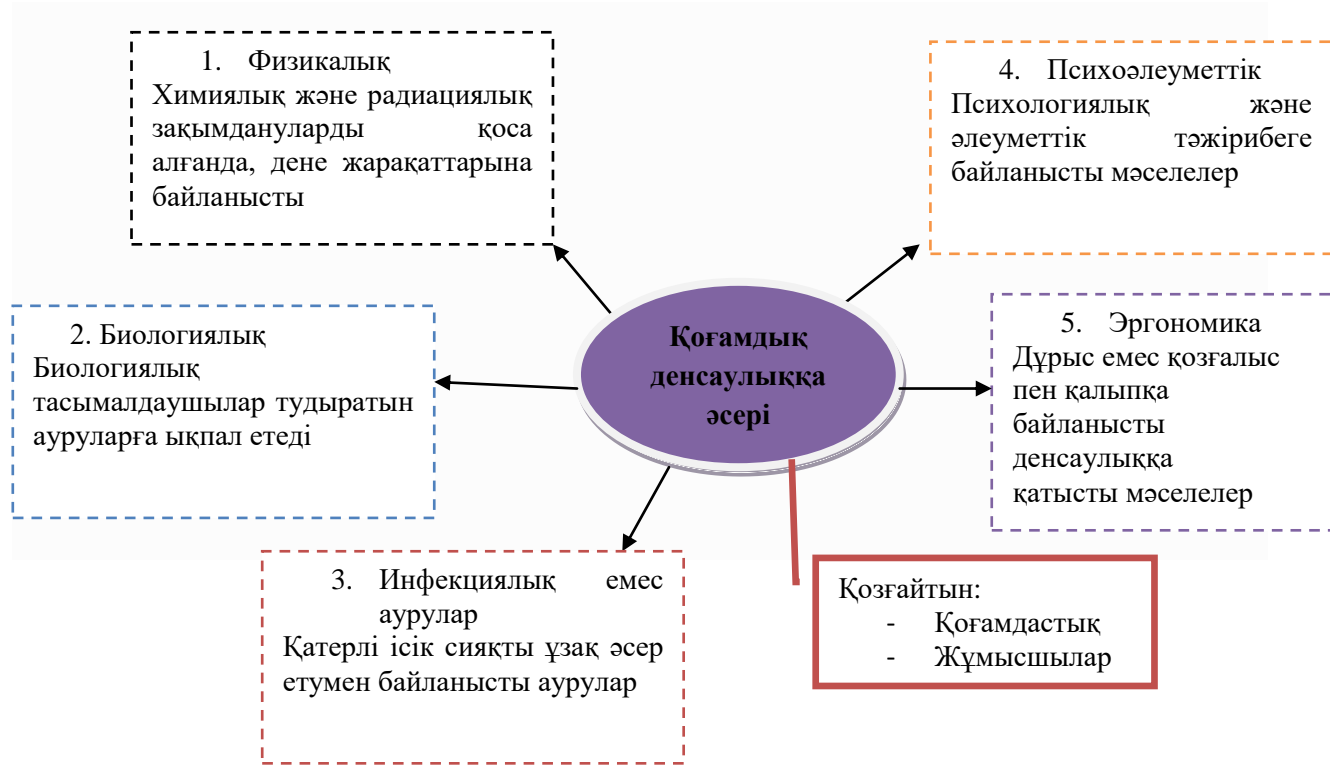 1. Физикалық
Химиялық және радиациялық
зақымдануларды қоса
алғанда, дене жарақаттарына
байланысты
2. Биологиялық
Биологиялық
тасымалдаушылар тудыратын
ауруларға ықпал етеді
3. Инфекциялық емес
аурулар
Қатерлі ісік сияқты ұзақ әсер
етумен байланысты аурулар
4. Психоәлеуметтік
Психологиялық және
әлеуметтік тәжірибеге
байланысты мәселелер
5. Эргономика
Дұрыс емес қозғалыс
пен қалыпқа
байланысты
денсаулыққа
қатысты мәселелер
Қоғамдық
денсаулыққа
әсері
Қозғайтын:
- Қоғамдастық
- Жұмысшылар